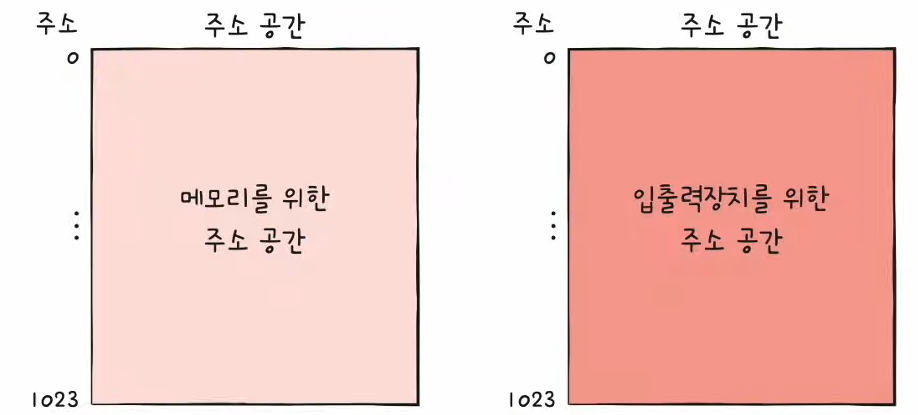 주소 주소 공간
0
메모리를 위한
주소 공간
⋮
1023
주소 주소 공간
0
입출력장치를 위한
주소 공간
⋮
1023